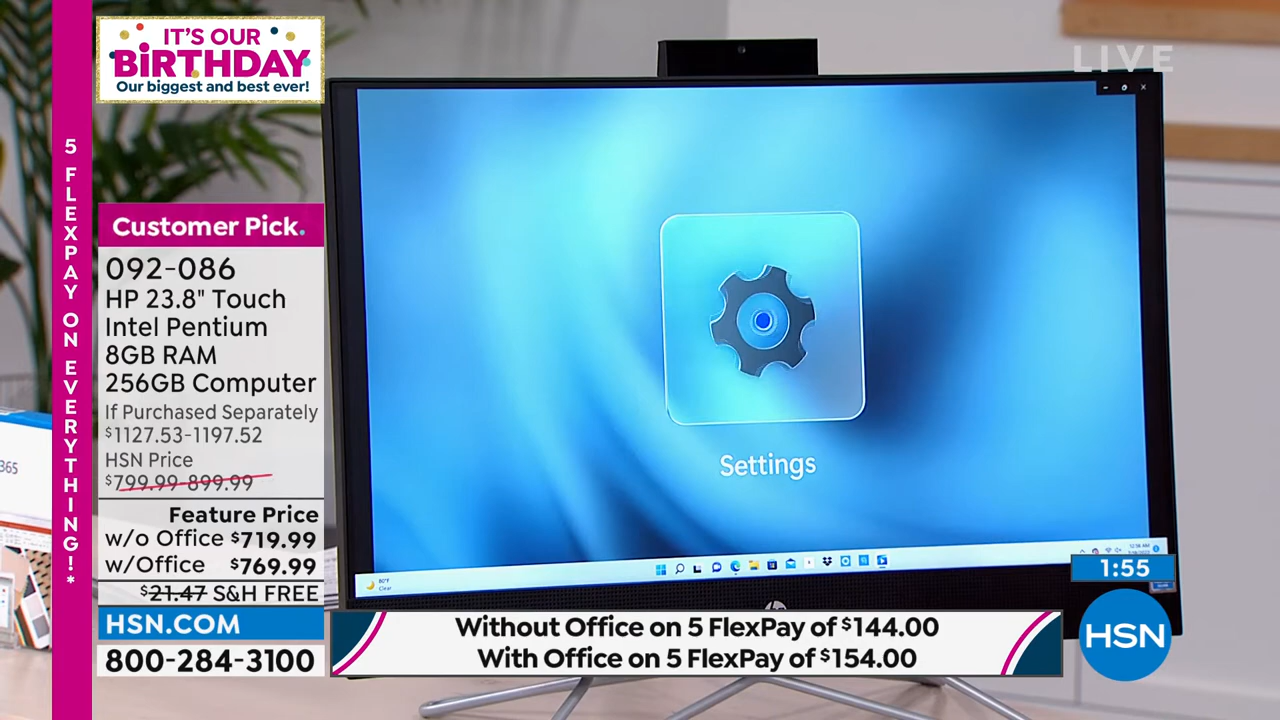 IT'S OUR
BiRTHDAY
Our biggest and best ever!
LIVE
5 FLEXPAY ON EVERYTHING!*
Customer Pick.
092-086
HP 23.8" Touch
Intel Pentium
8GB RAM
256GB Computer
If Purchased Separately
$1127.53-1197.52
HSN Price
$799.99-899.99
Feature Price
w/o Office $719.99
w/Office $769.99
$21.47 S&H FREE
HSN.COM
800-284-3100
365
Settings
80°F
Clear
hp
1:55
HSN
Without Office on 5 FlexPay of $144.00
With Office on 5 FlexPay of $154.00